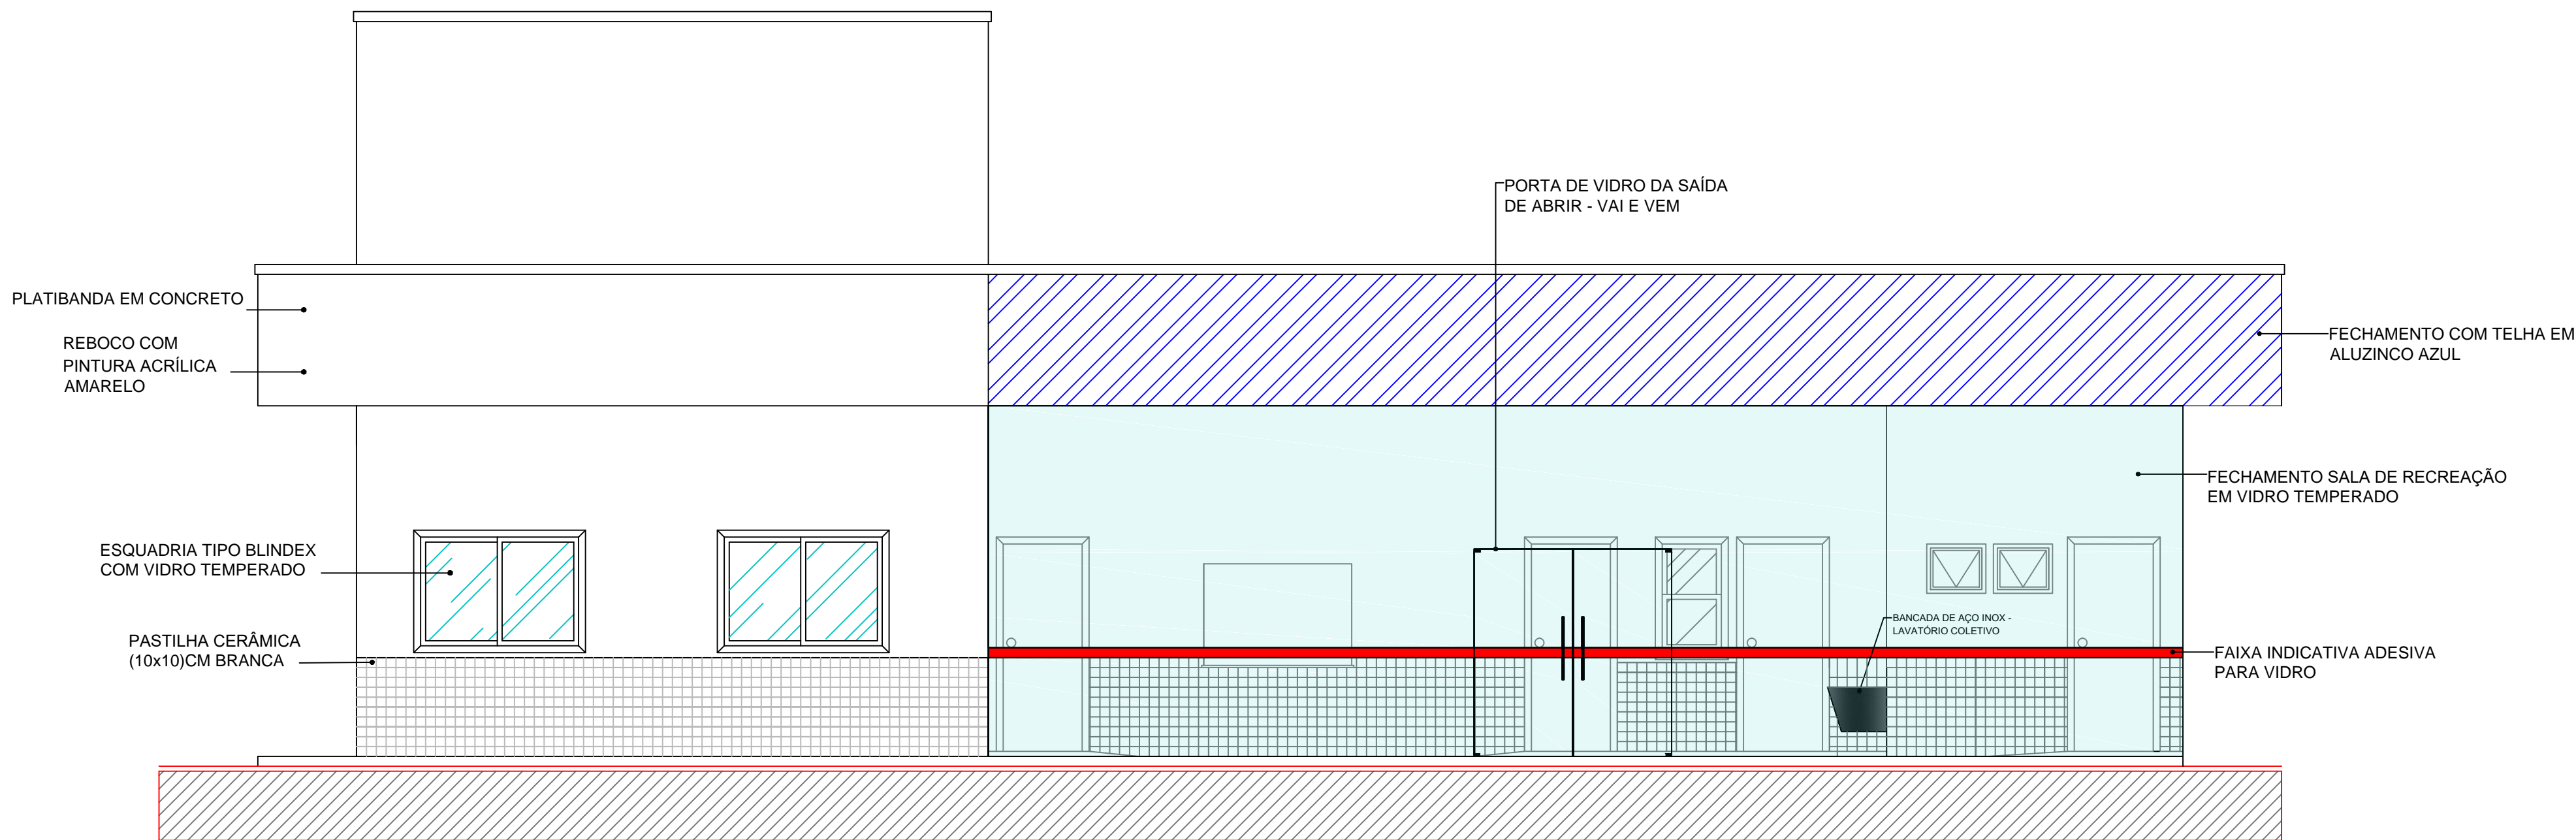 PORTA DE VIDRO DA SAÍDA
DE ABRIR - VAI E VEM
PLATIBANDA EM CONCRETO
REBOCO COM
PINTURA ACRÍLICA
AMARELO
FECHAMENTO COM TELHA EM
ALUZINCO AZUL
FECHAMENTO SALA DE RECREAÇÃO
EM VIDRO TEMPERADO
ESQUADRIA TIPO BLINDEX
COM VIDRO TEMPERADO
BANCADA DE AÇO INOX -
LAVATÓRIO COLETIVO
PASTILHA CERÂMICA
(10x10)CM BRANCA
FAIXA INDICATIVA ADESIVA
PARA VIDRO